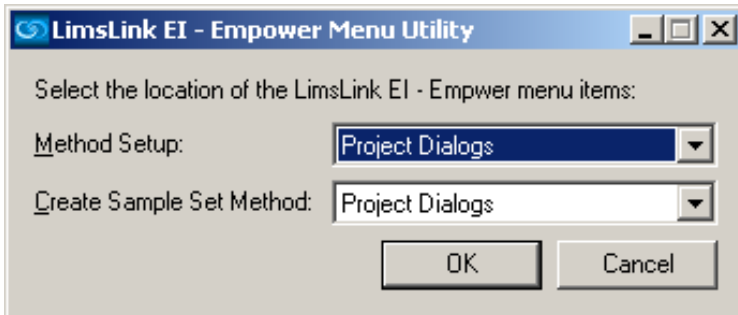 LimsLink EI - Empower Menu Utility
Select the location of the LimsLink EI - Empwer menu items:
Method Setup: Project Dialogs
Create Sample Set Method: Project Dialogs
OK Cancel